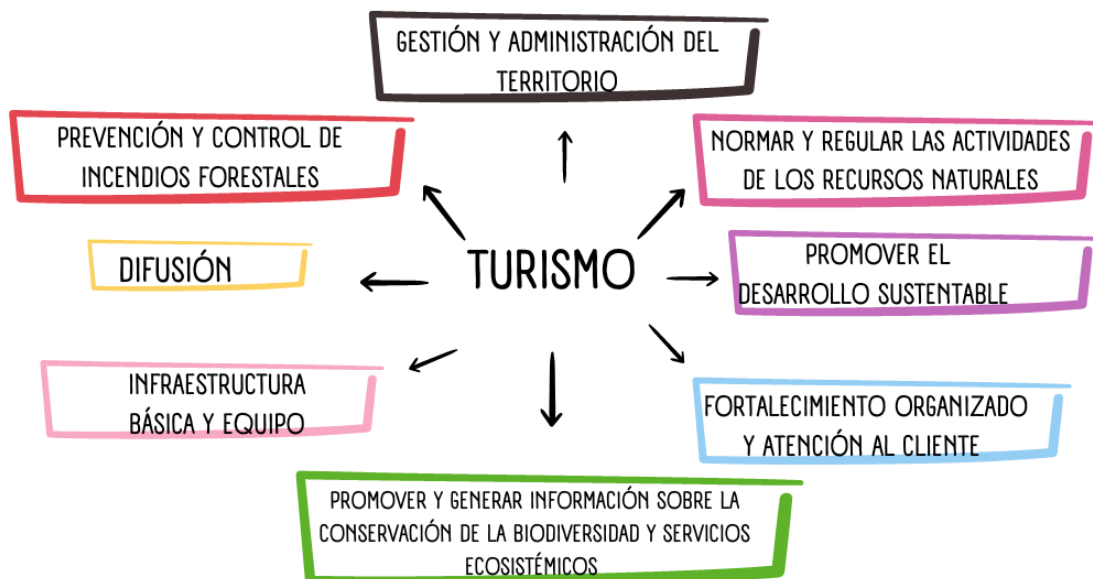 GESTIÓN Y ADMINISTRACIÓN DEL
TERRITORIO
PREVENCIÓN Y CONTROL DE
INCENDIOS FORESTALES
NORMAR Y REGULAR LAS ACTIVIDADES
DE LOS RECURSOS NATURALES
DIFUSIÓN
TURISMO
PROMOVER EL
DESARROLLO SUSTENTABLE
INFRAESTRUCTURA
BÁSICA Y EQUIPO
FORTALECIMIENTO ORGANIZADO
Y ATENCIÓN AL CLIENTE
PROMOVER Y GENERAR INFORMACIÓN SOBRE LA
CONSERVACIÓN DE LA BIODIVERSIDAD Y SERVICIOS
ECOSISTÉMICOS